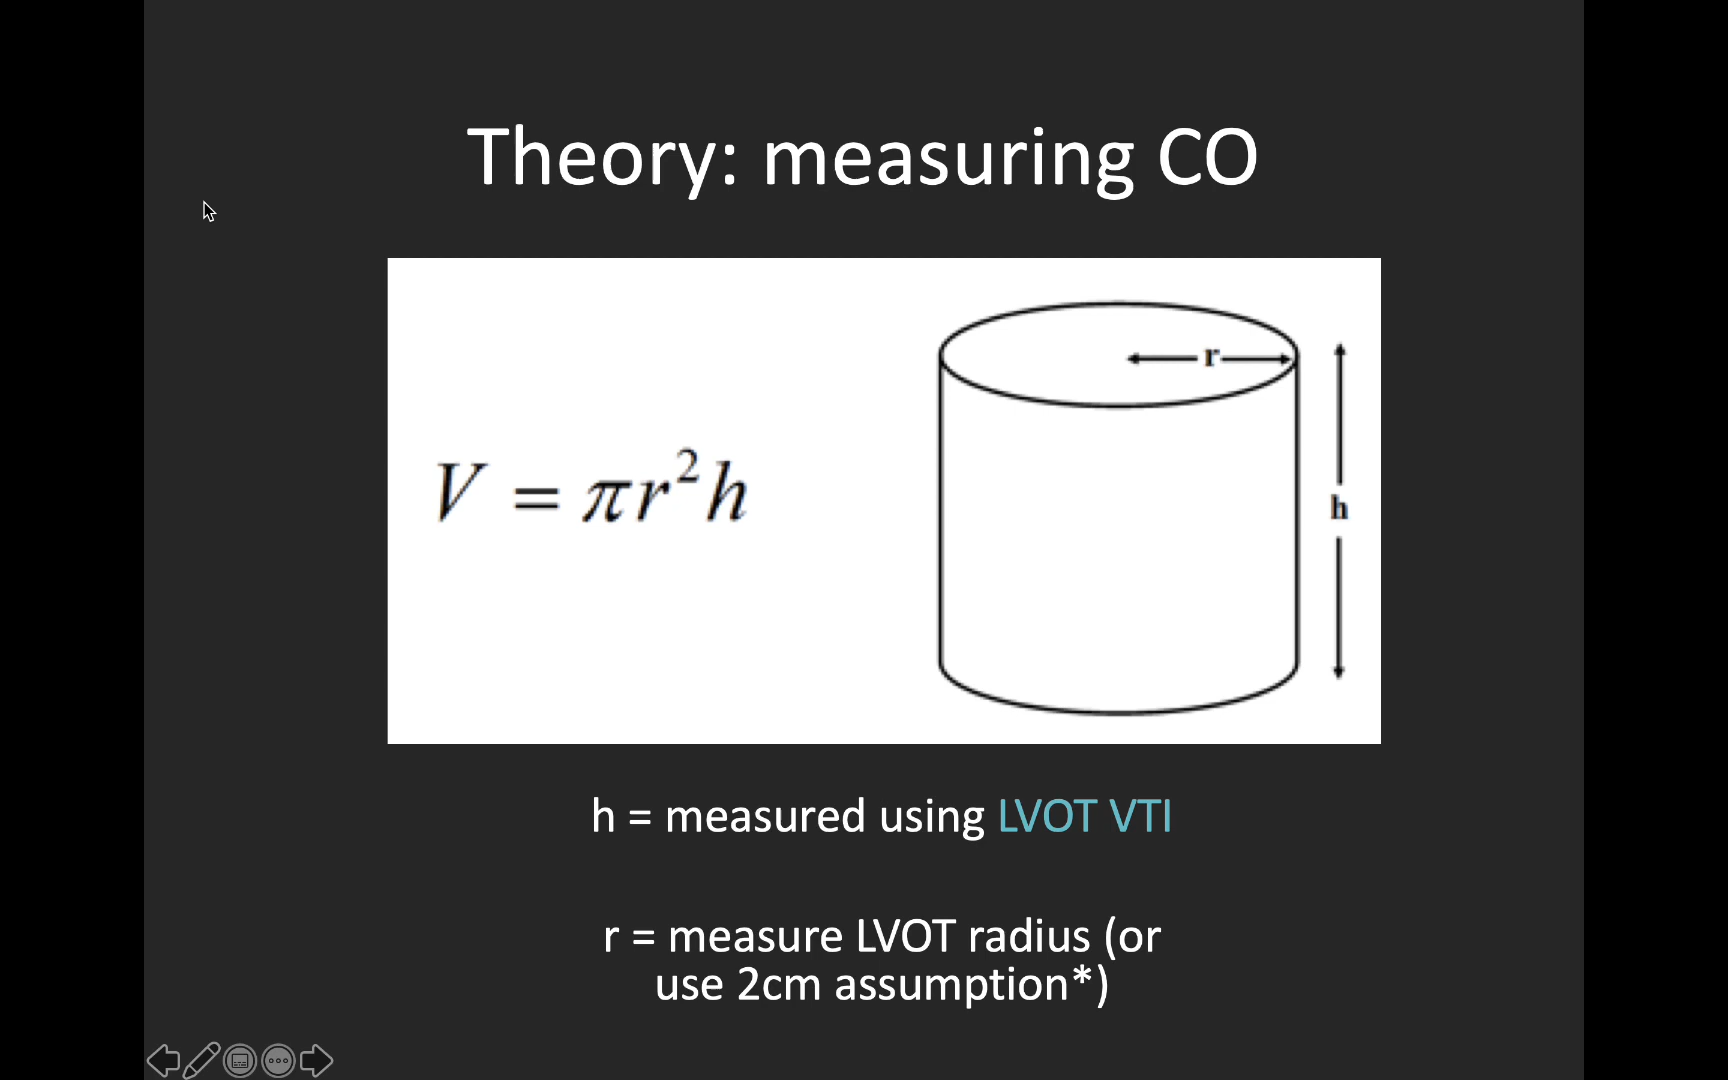 Theory: measuring CO
V = πr²h
r
h
h = measured using LVOT VTI
r = measure LVOT radius (or
use 2cm assumption*)